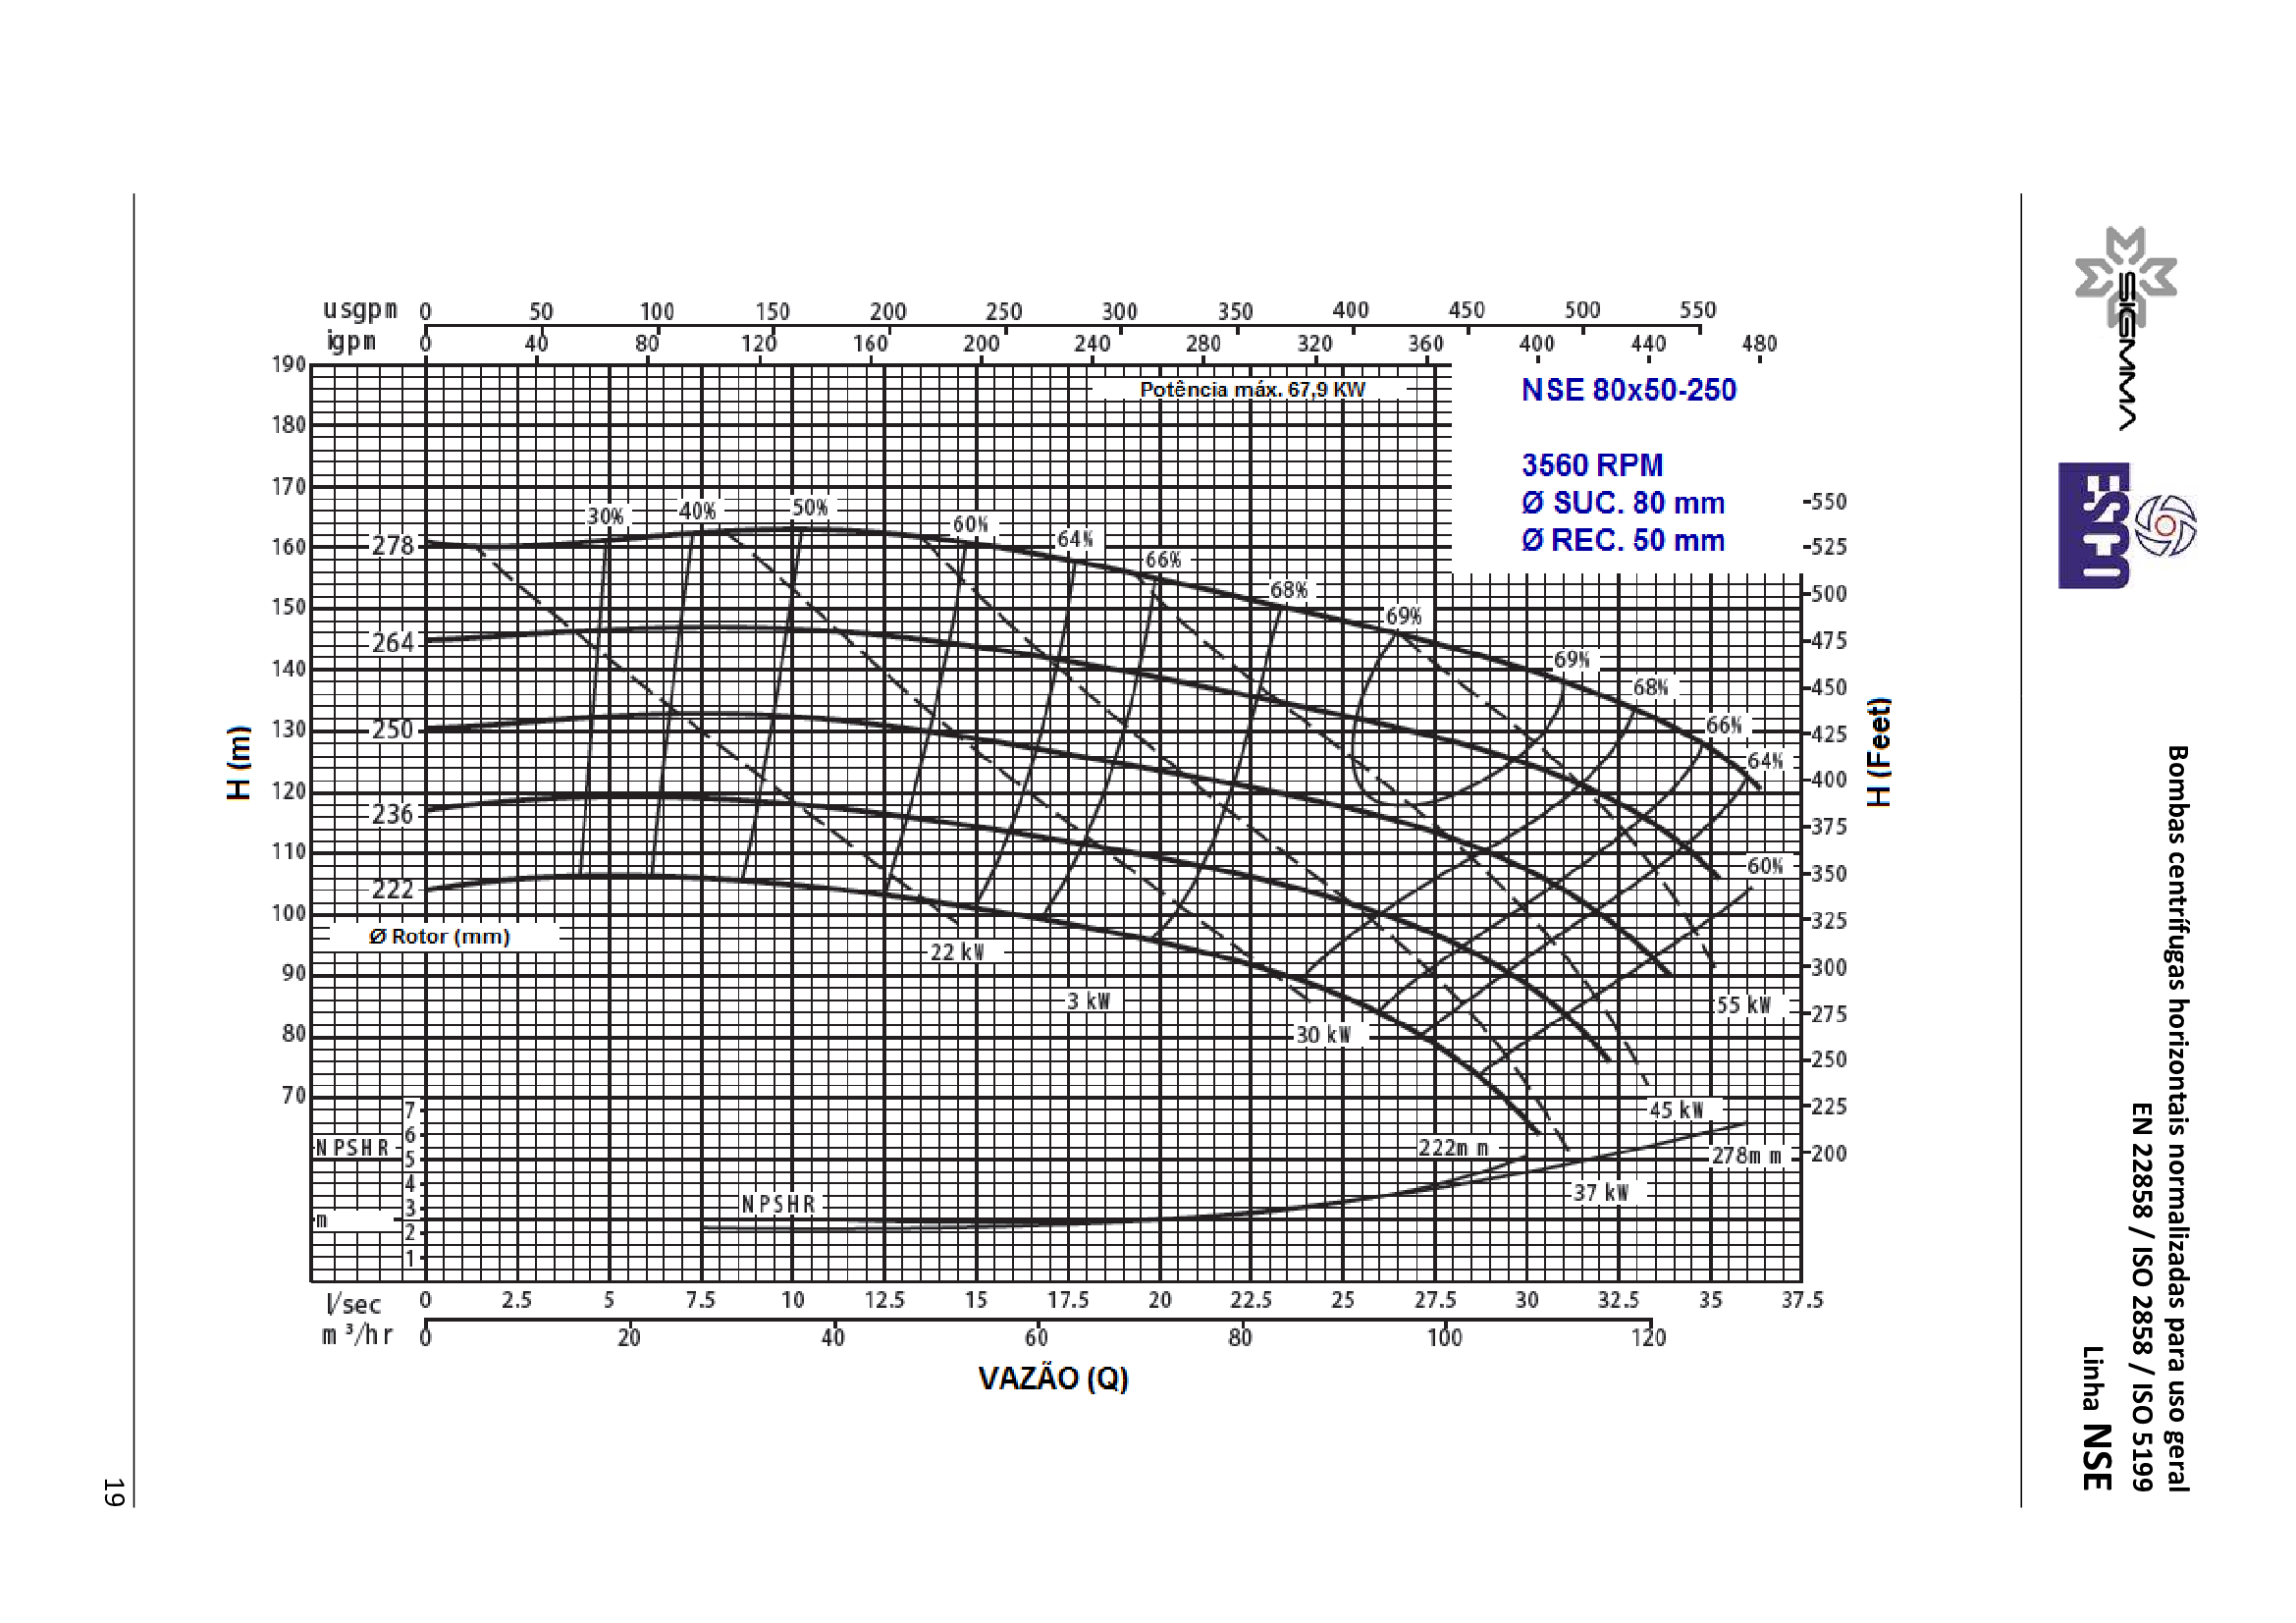 usgpm 0 50 100 150 200 250 300 350 400 450 500 550
igpm 0 40 80 120 160 200 240 280 320 360 400 440 480
190
180
170
160
150
140
130
120
110
100
90
80
70
H (m)
Potência máx. 67,9 KW
NSE 80x50-250
3560 RPM
Ø SUC. 80 mm
Ø REC. 50 mm
550
525
500
475
450
425
400
375
350
325
300
275
250
225
200
H (Feet)
30%
40%
50%
60%
64%
66%
68%
69%
69%
68%
66%
64%
60%
278
264
250
236
222
Ø Rotor (mm)
22 kW
3 kW
30 kW
55 kW
45 kW
37 kW
222m m
278m m
7
6
NPSHR
5
4
3
m
2
1
NPSHR
l/sec 0 2.5 5 7.5 10 12.5 15 17.5 20 22.5 25 27.5 30 32.5 35 37.5
m³/hr 0 20 40 60 80 100 120
VAZÃO (Q)
SIGMMA
ESCO
Bombas centrífugas horizontais normalizadas para uso geral
EN 22858 / ISO 2858 / ISO 5199
Linha NSE
19